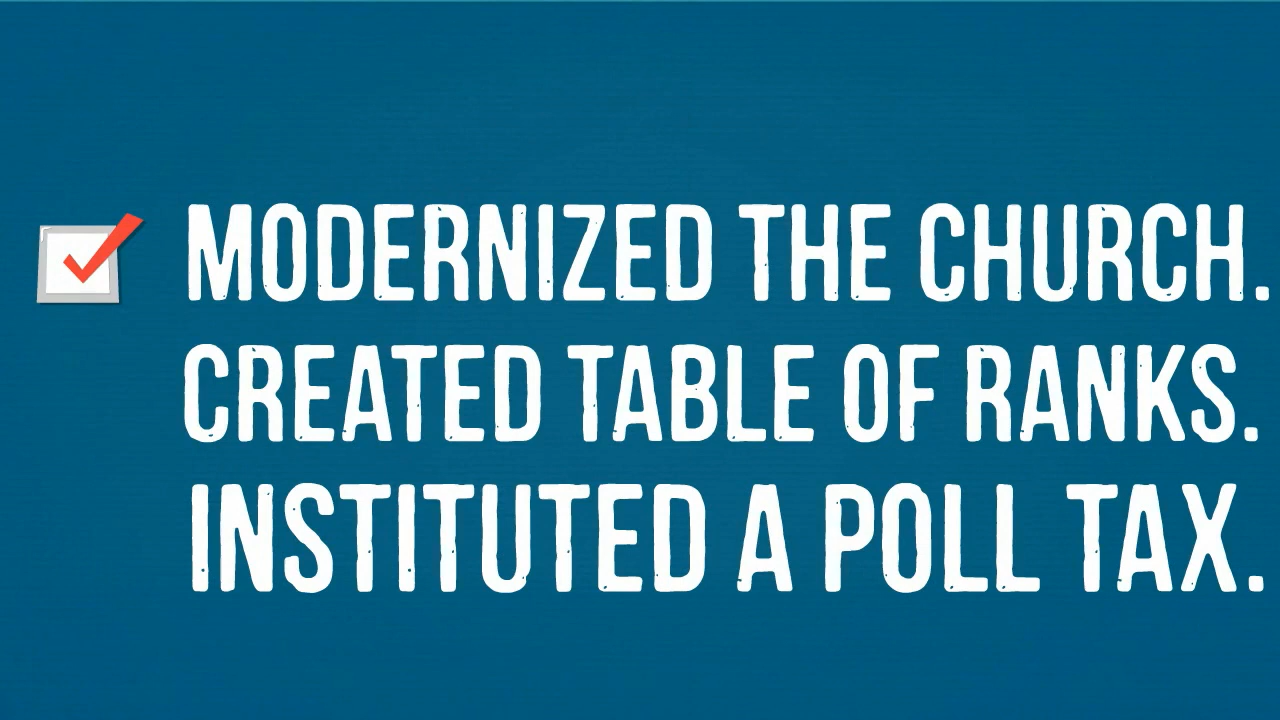 MODERNIZED THE CHURCH.
CREATED TABLE OF RANKS.
INSTITUTED A POLL TAX.